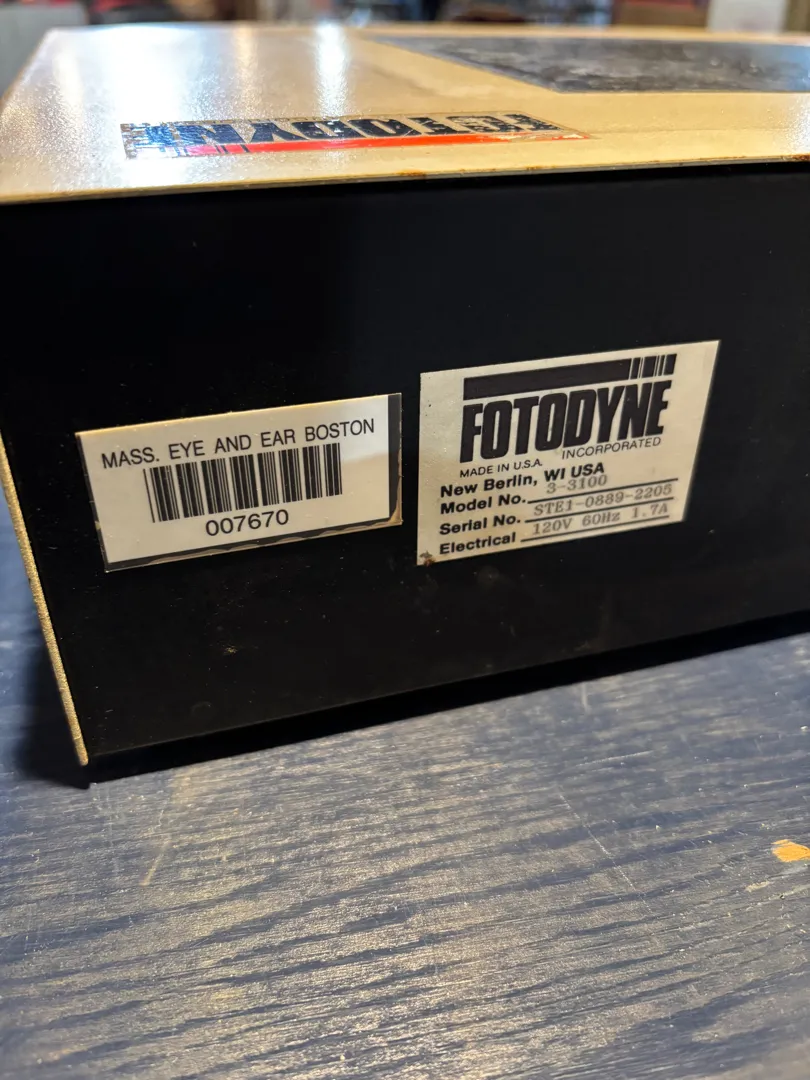 FOTODYNE
MASS. EYE AND EAR BOSTON
007670
FOTODYNE
INCORPORATED
MADE IN U.S.A.
New Berlin, WI USA
Model No. 3-3100
Serial No. STE1-0889-2205
Electrical 120V 60Hz 1.7A